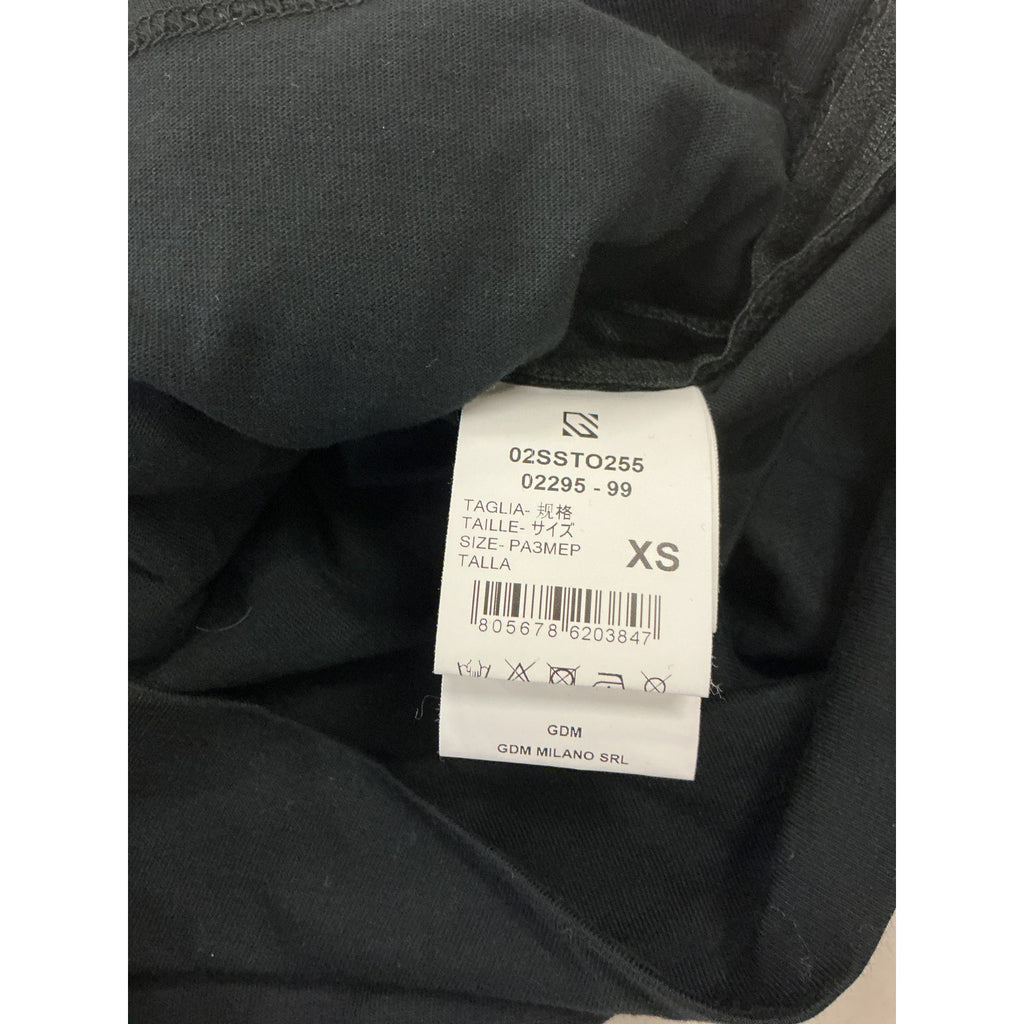 02SSTO255
02295 - 99
TAGLIA- 规格
TAILLE- サイズ
SIZE- РАЗМЕР
TALLA
XS
805678 6203847
GDM
GDM MILANO SRL